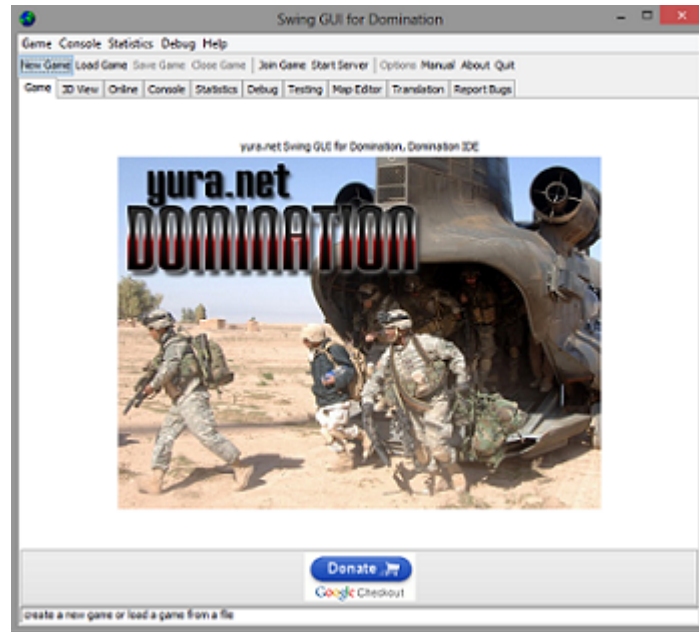 Swing GUI for Domination
Game Console Statistics Debug Help
New Game Load Game Save Game Close Game Join Game Start Server Options Manual About Quit
Game 3D View Online Console Statistics Debug Testing Map Editor Translation Report Bugs
yura.net Swing GUI for Domination, Domination IDE
yura.net
DOMINATION
Donate
Google Checkout
create a new game or load a game from a file